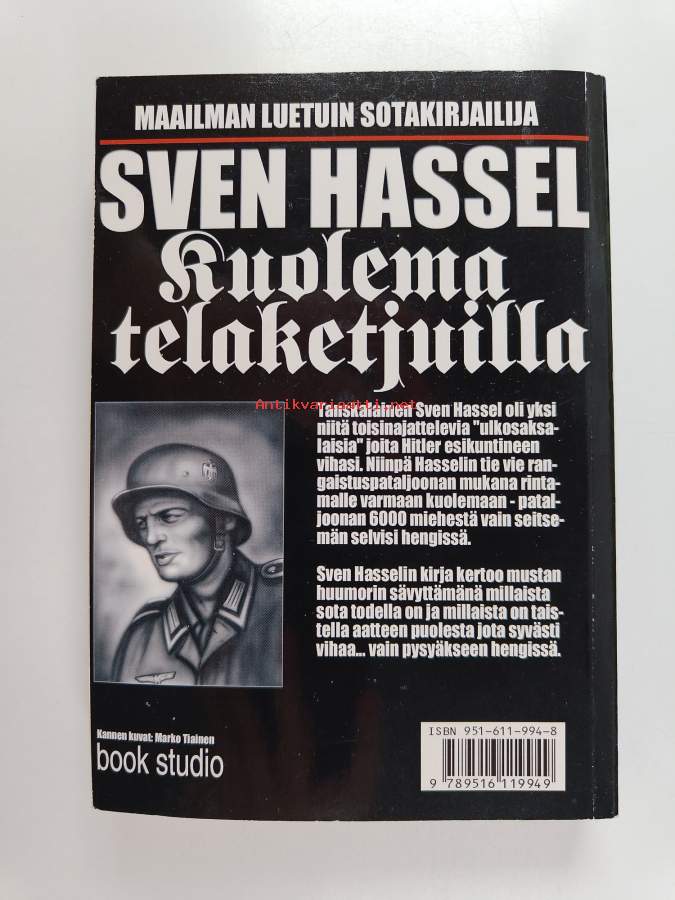 MAAILMAN LUETUIN SOTAKIRJAILIJA
SVEN HASSEL
Kuolema
telaketjuilla
Antikvariaatti.net
Tanskalainen Sven Hassel oli yksi
niitä toisinajattelevia "ulkosaksa-
laisia" joita Hitler esikuntineen
vihasi. Niinpä Hasselin tie vie ran-
gaistuspataljoonan mukana rinta-
malle varmaan kuolemaan - patal-
joonan 6000 miehestä vain seitse-
män selvisi hengissä.
Sven Hasselin kirja kertoo mustan
huumorin sävyttämänä millaista
sota todella on ja millaista on tais-
tella aatteen puolesta jota syvästi
vihaa... vain pysyäkseen hengissä.
Kannen kuvat: Marko Tiainen
book studio
ISBN 951-611-994-8
9 789516 119949